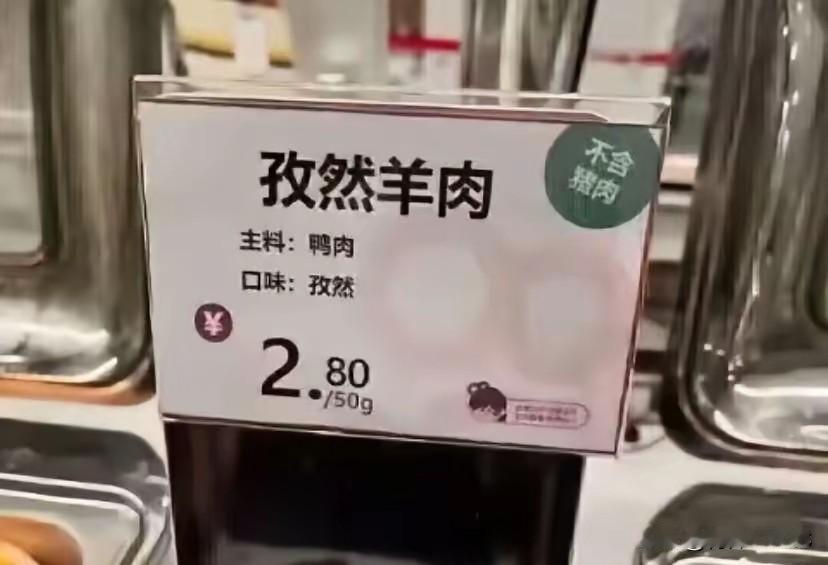 孜然羊肉
不含
猪肉
主料：鸭肉
口味：孜然
¥
2.80
/50g